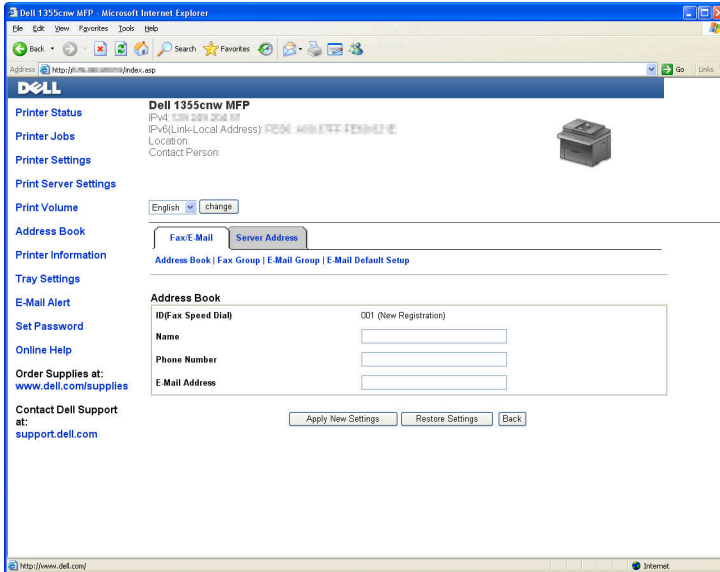 Dell 1355cnw MFP - Microsoft Internet Explorer
File Edit View Favorites Tools Help
Back Search Favorites
Address http:// /index.asp Go Links
DELL
Printer Status
Printer Jobs
Printer Settings
Print Server Settings
Print Volume
Address Book
Printer Information
Tray Settings
E-Mail Alert
Set Password
Online Help
Order Supplies at:
www.dell.com/supplies
Contact Dell Support
at:
support.dell.com
Dell 1355cnw MFP
IPv4:
IPv6(Link-Local Address):
Location:
Contact Person:
English change
Fax/E-Mail Server Address
Address Book | Fax Group | E-Mail Group | E-Mail Default Setup
Address Book
ID(Fax Speed Dial) 001 (New Registration)
Name
Phone Number
E-Mail Address
Apply New Settings Restore Settings Back
http://www.dell.com/ Internet